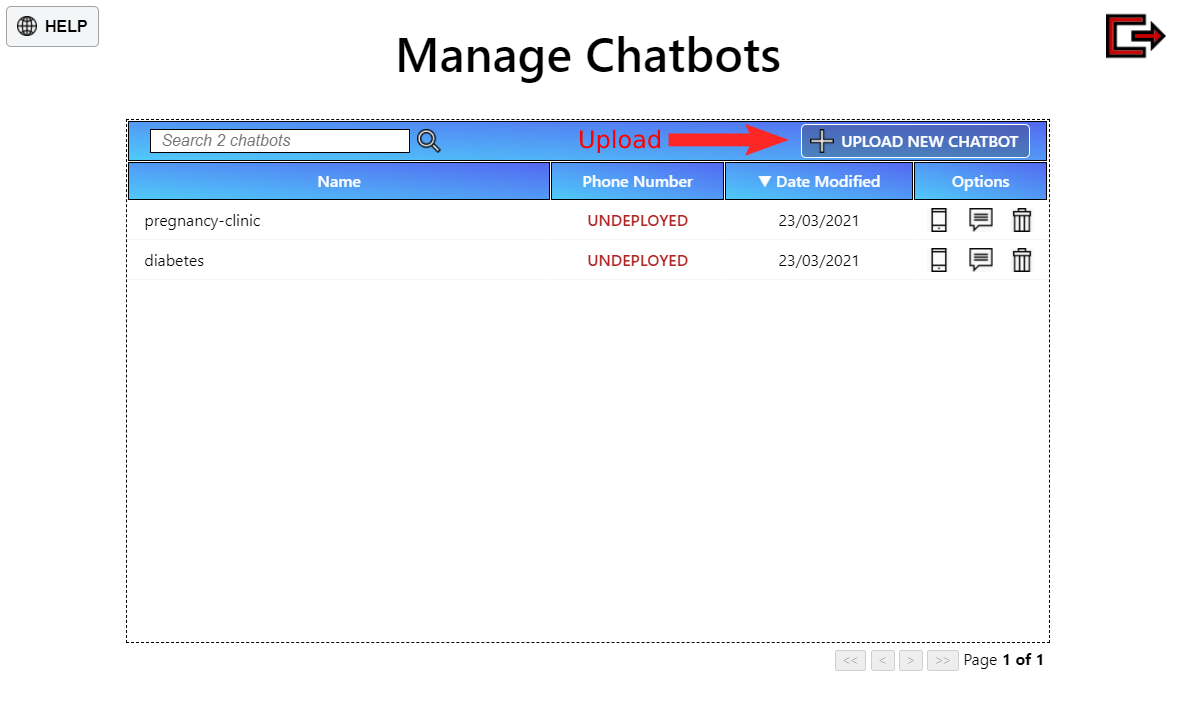 HELP
Manage Chatbots
Search 2 chatbots
Upload
UPLOAD NEW CHATBOT
Name Phone Number ▼ Date Modified Options
pregnancy-clinic UNDEPLOYED 23/03/2021
diabetes UNDEPLOYED 23/03/2021
<< < > >> Page 1 of 1